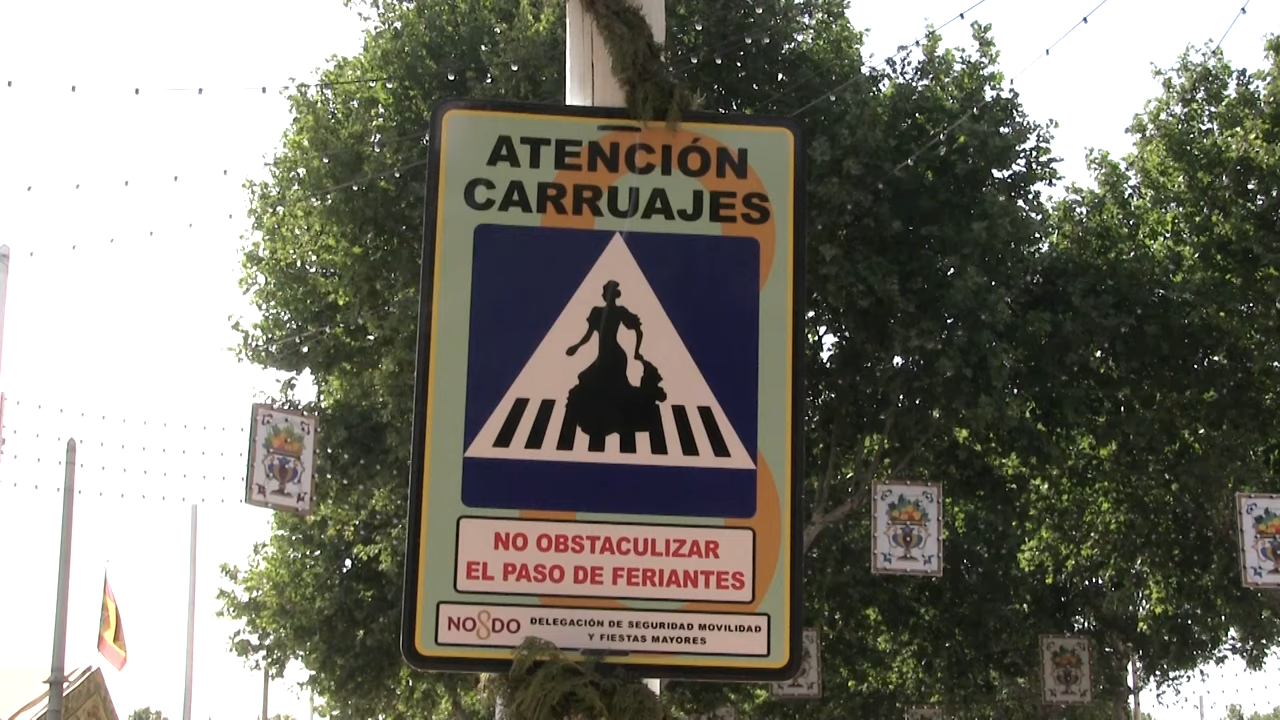 ATENCIÓN
CARRUAJES
NO OBSTACULIZAR
EL PASO DE FERIANTES
NO8DO DELEGACIÓN DE SEGURIDAD MOVILIDAD
Y FIESTAS MAYORES